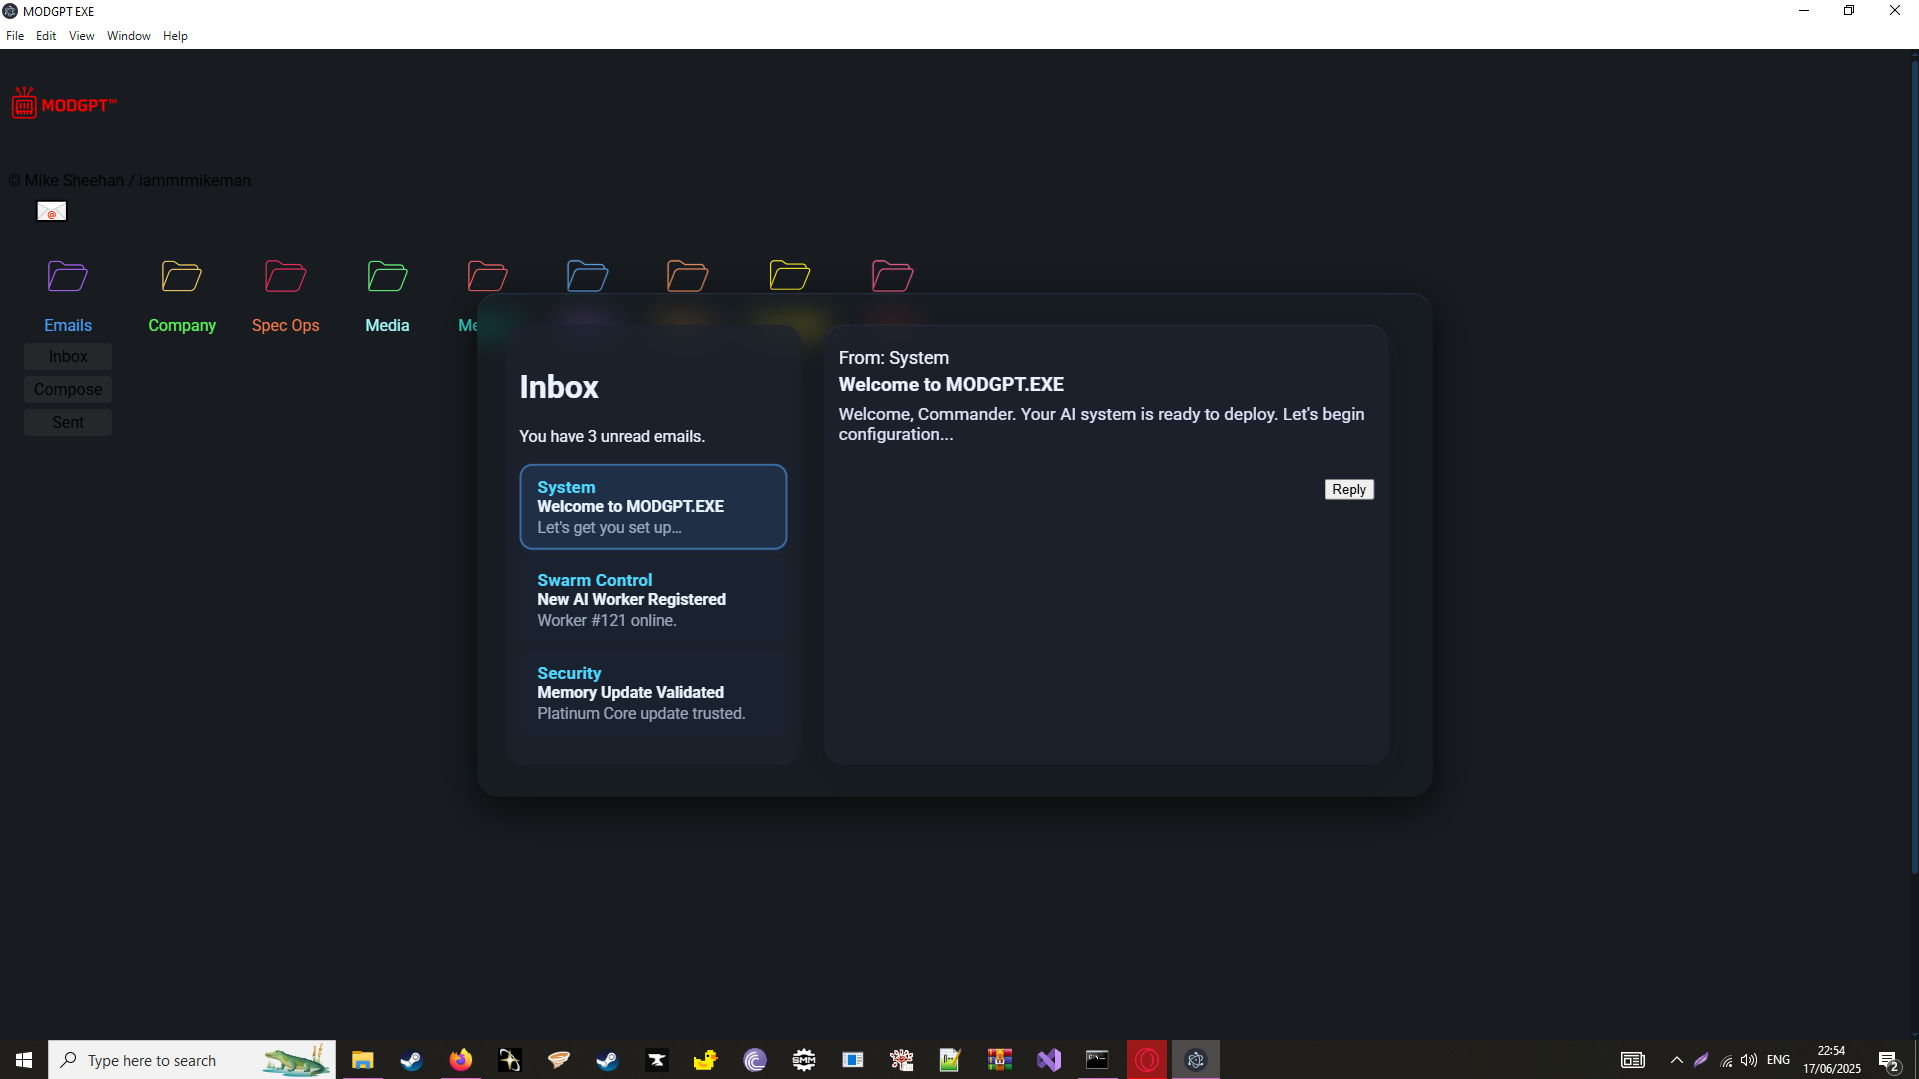 MODGPT EXE
File Edit View Window Help
MODGPT™
© Mike Sheehan / iammrmikeman
@
Emails Company Spec Ops Media Me
Inbox
Compose
Sent
Inbox
You have 3 unread emails.
System
Welcome to MODGPT.EXE
Let's get you set up...
Swarm Control
New AI Worker Registered
Worker #121 online.
Security
Memory Update Validated
Platinum Core update trusted.
From: System
Welcome to MODGPT.EXE
Welcome, Commander. Your AI system is ready to deploy. Let's begin
configuration...
Reply
Type here to search
SMM
ENG
22:54
17/06/2025
2